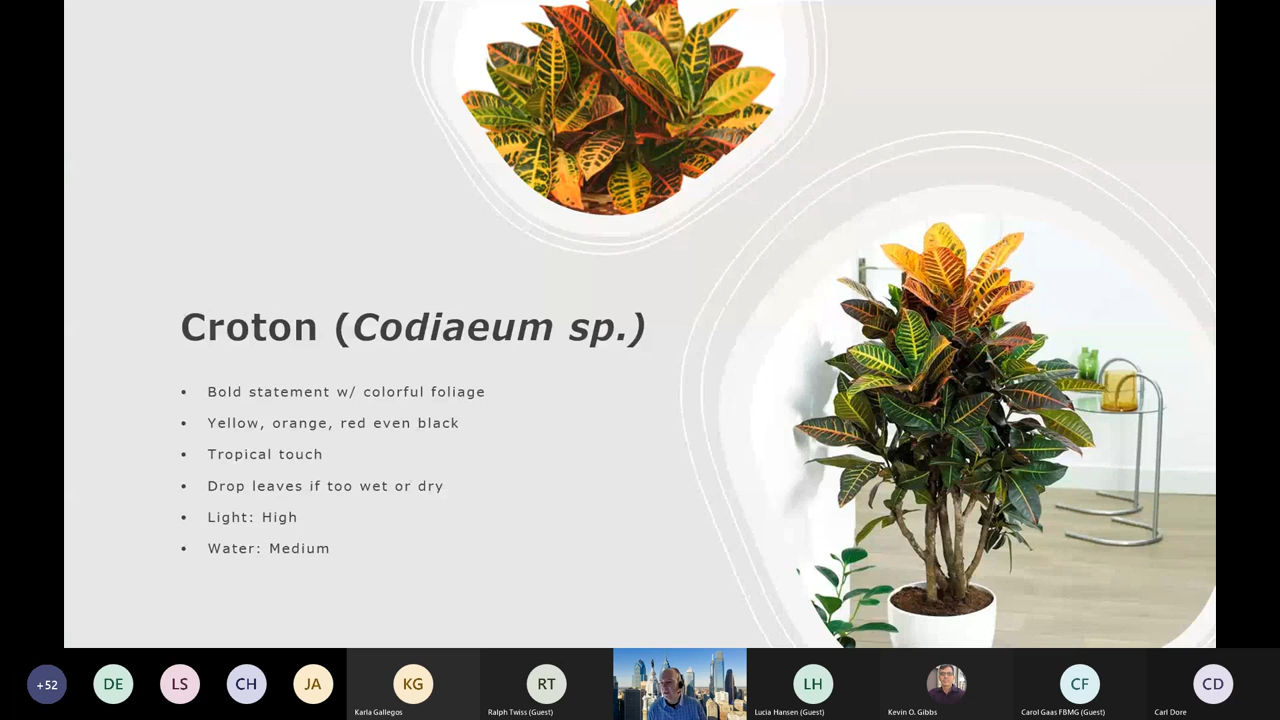 Croton (Codiaeum sp.)
• Bold statement w/ colorful foliage
• Yellow, orange, red even black
• Tropical touch
• Drop leaves if too wet or dry
• Light: High
• Water: Medium
+52
DE
LS
CH
JA
KG
RT
LH
CF
CD
Karla Gallegos
Ralph Twiss (Guest)
Lucia Hansen (Guest)
Kevin O. Gibbs
Carol Gaas FBMG (Guest)
Carl Dore